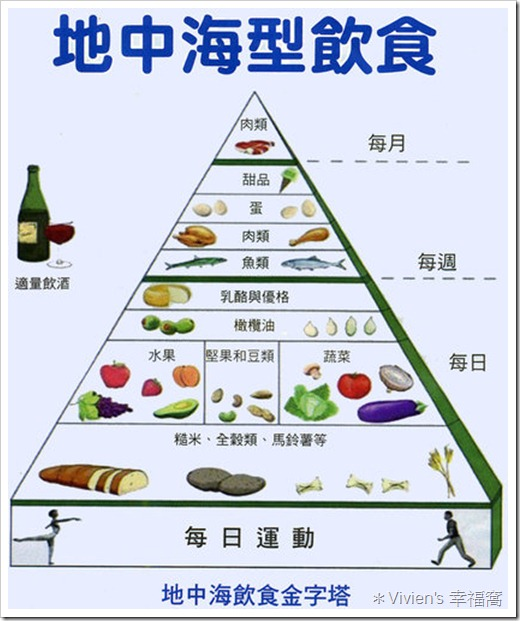 地中海型飲食
肉類
每月
甜品
蛋
肉類
魚類
每週
適量飲酒
乳酪與優格
橄欖油
水果
堅果和豆類
蔬菜
每日
糙米、全穀類、馬鈴薯等
每日運動
地中海飲食金字塔
＊Vivien's 幸福窩